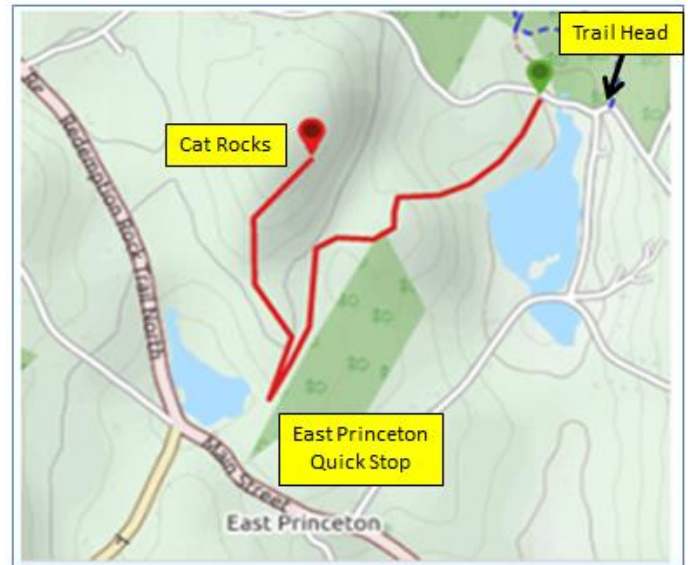 Trail Head
Cat Rocks
Redemption Rock Trail North
East Princeton
Quick Stop
Main Street
East Princeton